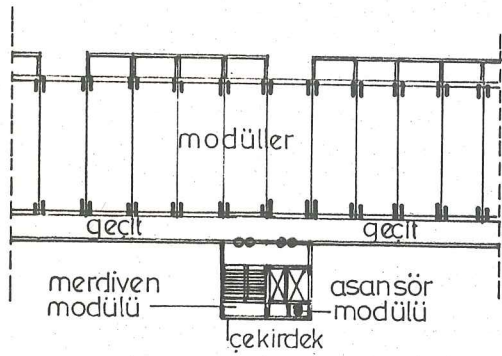 modüller
geçit
geçit
merdiven
modülü
asansör
modülü
çekirdek